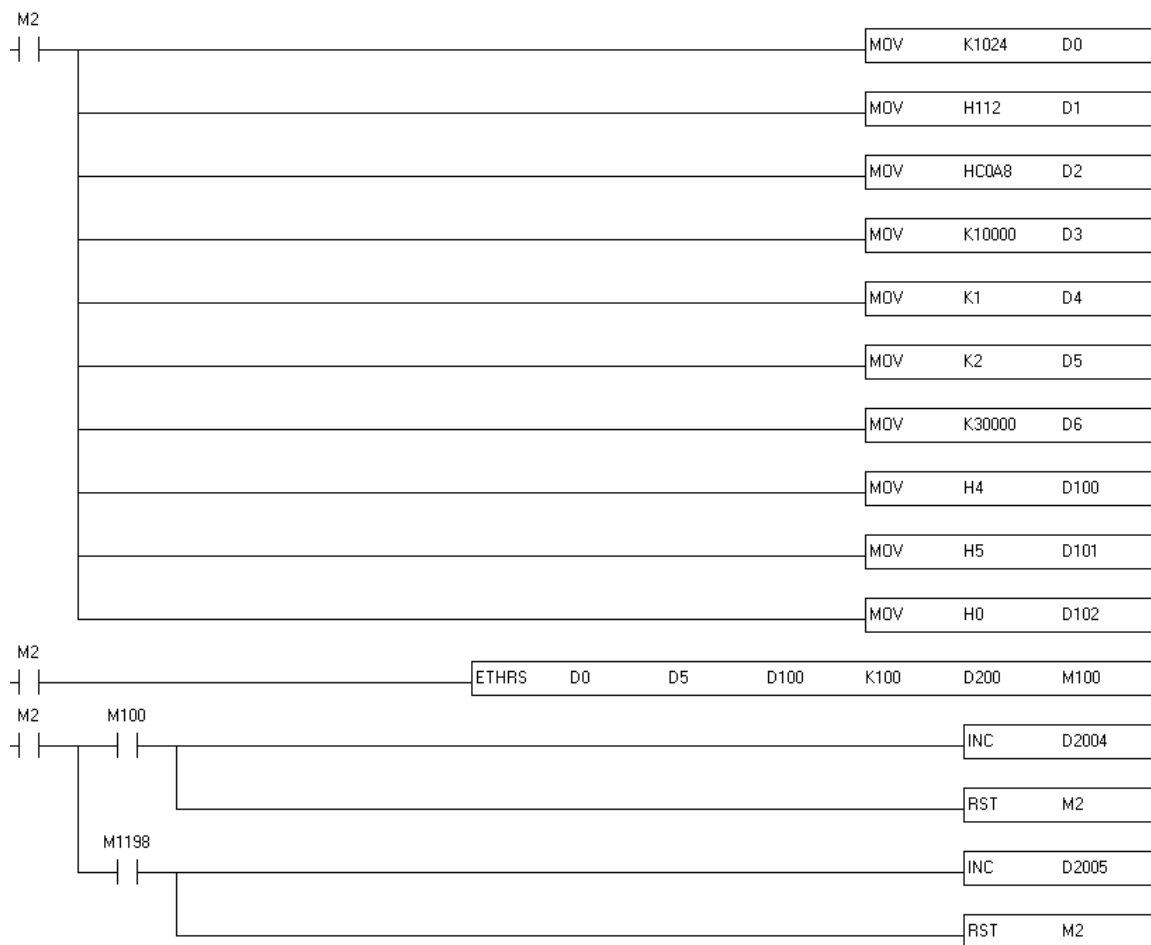 M2
MOV K1024 D0
MOV H112 D1
MOV HC0A8 D2
MOV K10000 D3
MOV K1 D4
MOV K2 D5
MOV K30000 D6
MOV H4 D100
MOV H5 D101
MOV H0 D102
M2
ETHRS D0 D5 D100 K100 D200 M100
M2 M100
INC D2004
RST M2
M1198
INC D2005
RST M2